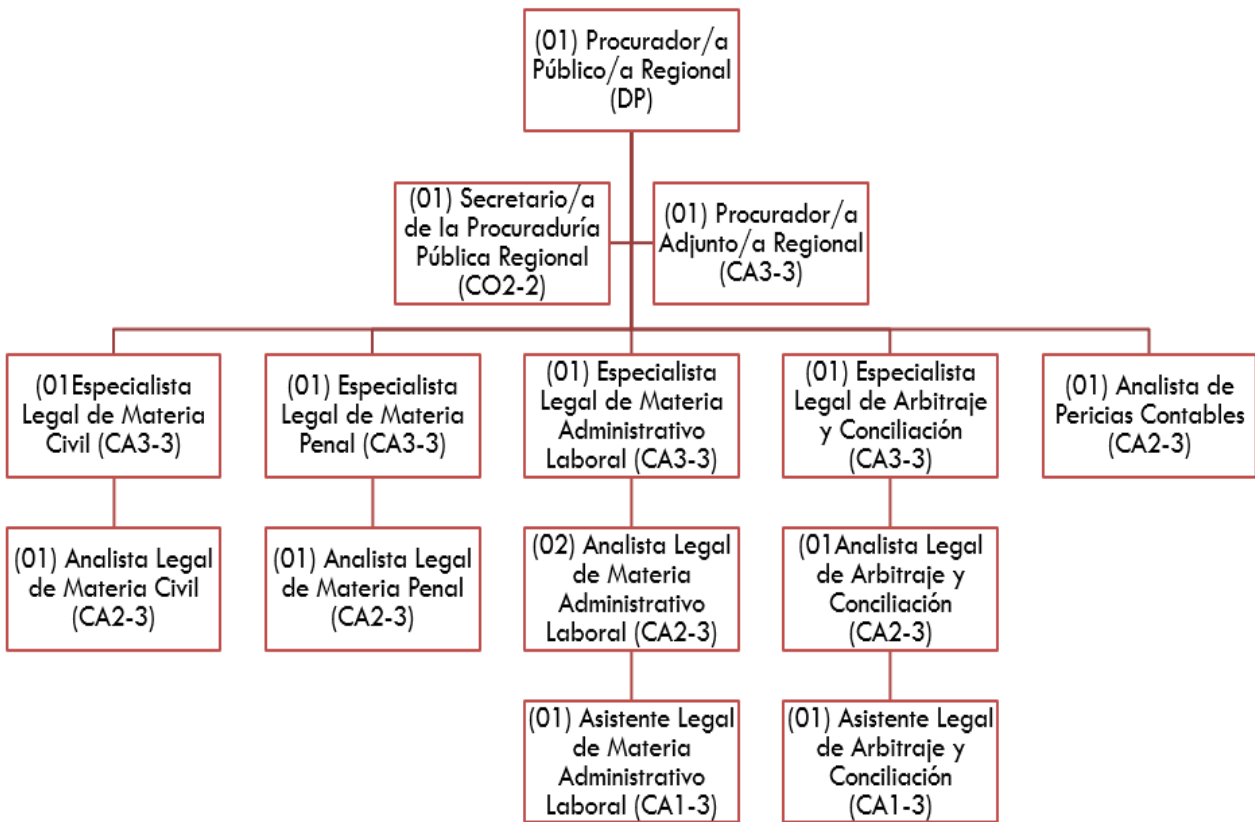 (01) Procurador/a
Público/a Regional
(DP)
(01) Secretario/a
de la Procuraduría
Pública Regional
(CO2-2)
(01) Procurador/a
Adjunto/a Regional
(CA3-3)
(01Especialista
Legal de Materia
Civil (CA3-3)
(01) Especialista
Legal de Materia
Penal (CA3-3)
(01) Especialista
Legal de Materia
Administrativo
Laboral (CA3-3)
(01) Especialista
Legal de Arbitraje
y Conciliación
(CA3-3)
(01) Analista de
Pericias Contables
(CA2-3)
(01) Analista Legal
de Materia Civil
(CA2-3)
(01) Analista Legal
de Materia Penal
(CA2-3)
(02) Analista Legal
de Materia
Administrativo
Laboral (CA2-3)
(01Analista Legal
de Arbitraje y
Conciliación
(CA2-3)
(01) Asistente Legal
de Materia
Administrativo
Laboral (CA1-3)
(01) Asistente Legal
de Arbitraje y
Conciliación
(CA1-3)